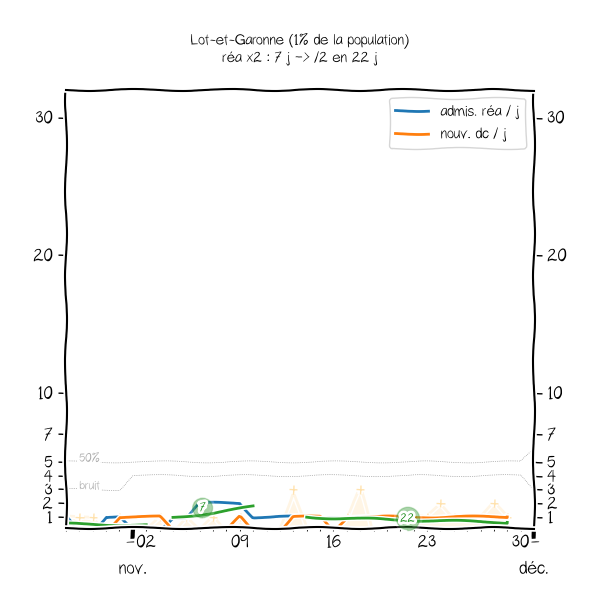 Lot-et-Garonne (1% de la population)
réa x2 : 7 j -> /2 en 22 j
admis. réa / j
nouv. dc / j
30 30
20 20
10 10
7 7
5 50% 5
4 4
3 bruit 3
2 2
1 1
7
22
02 09 16 23 30
nov. déc.